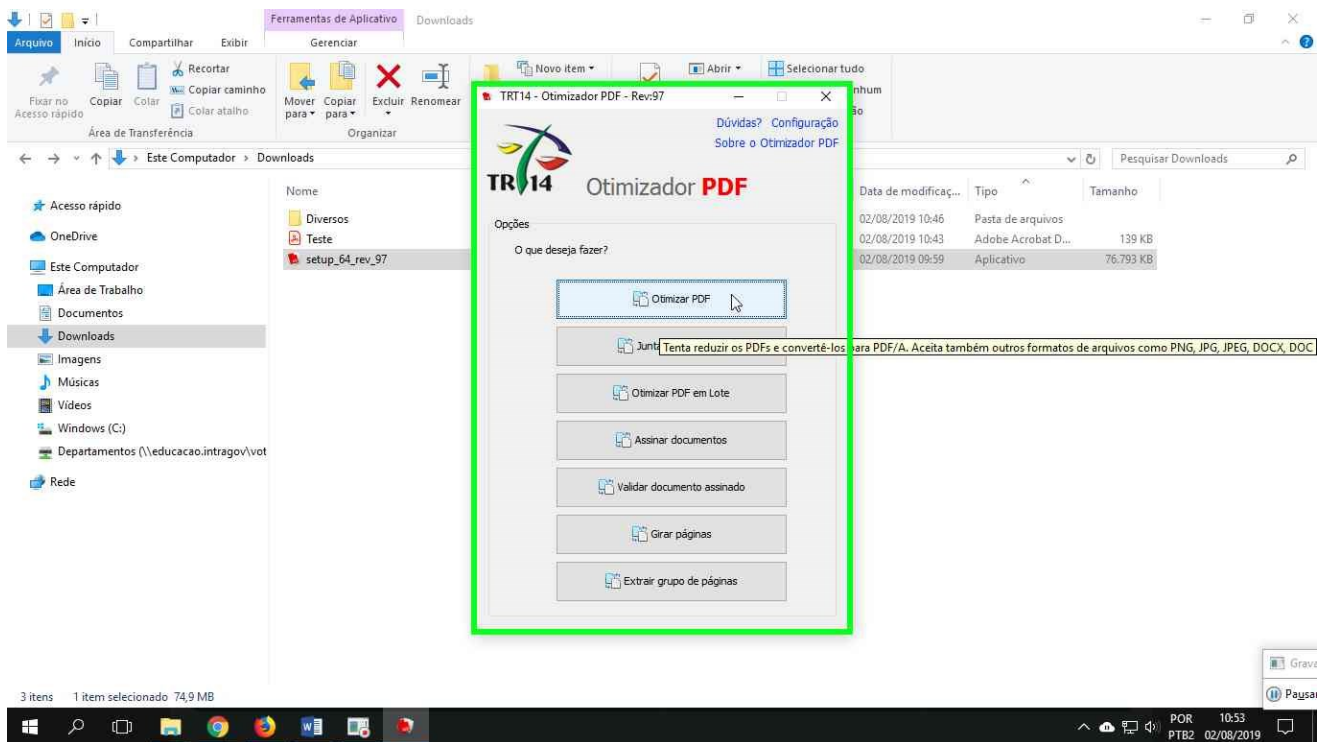 Ferramentas de Aplicativo Downloads
Arquivo Início Compartilhar Exibir Gerenciar
Fixar no Acesso rápido
Copiar
Colar
Recortar
Copiar caminho
Colar atalho
Área de Transferência
Mover para
Copiar para
Excluir
Renomear
Organizar
Novo item
Abrir
Selecionar tudo
TRT14 - Otimizador PDF - Rev:97
Dúvidas? Configuração
Sobre o Otimizador PDF
TRT14 Otimizador PDF
Opções
O que deseja fazer?
Otimizar PDF
Tenta reduzir os PDFs e convertê-los para PDF/A. Aceita também outros formatos de arquivos como PNG, JPG, JPEG, DOCX, DOC
Otimizar PDF em Lote
Assinar documentos
Validar documento assinado
Girar páginas
Extrair grupo de páginas
Este Computador > Downloads
Pesquisar Downloads
Nome Data de modificaç... Tipo Tamanho
Diversos 02/08/2019 10:46 Pasta de arquivos
Teste 02/08/2019 10:43 Adobe Acrobat D... 139 KB
setup_64_rev_97 02/08/2019 09:59 Aplicativo 76.793 KB
Acesso rápido
OneDrive
Este Computador
Área de Trabalho
Documentos
Downloads
Imagens
Músicas
Vídeos
Windows (C:)
Departamentos (\\educacao.intragov\vot
Rede
3 itens 1 item selecionado 74,9 MB
POR 10:53
PTB2 02/08/2019